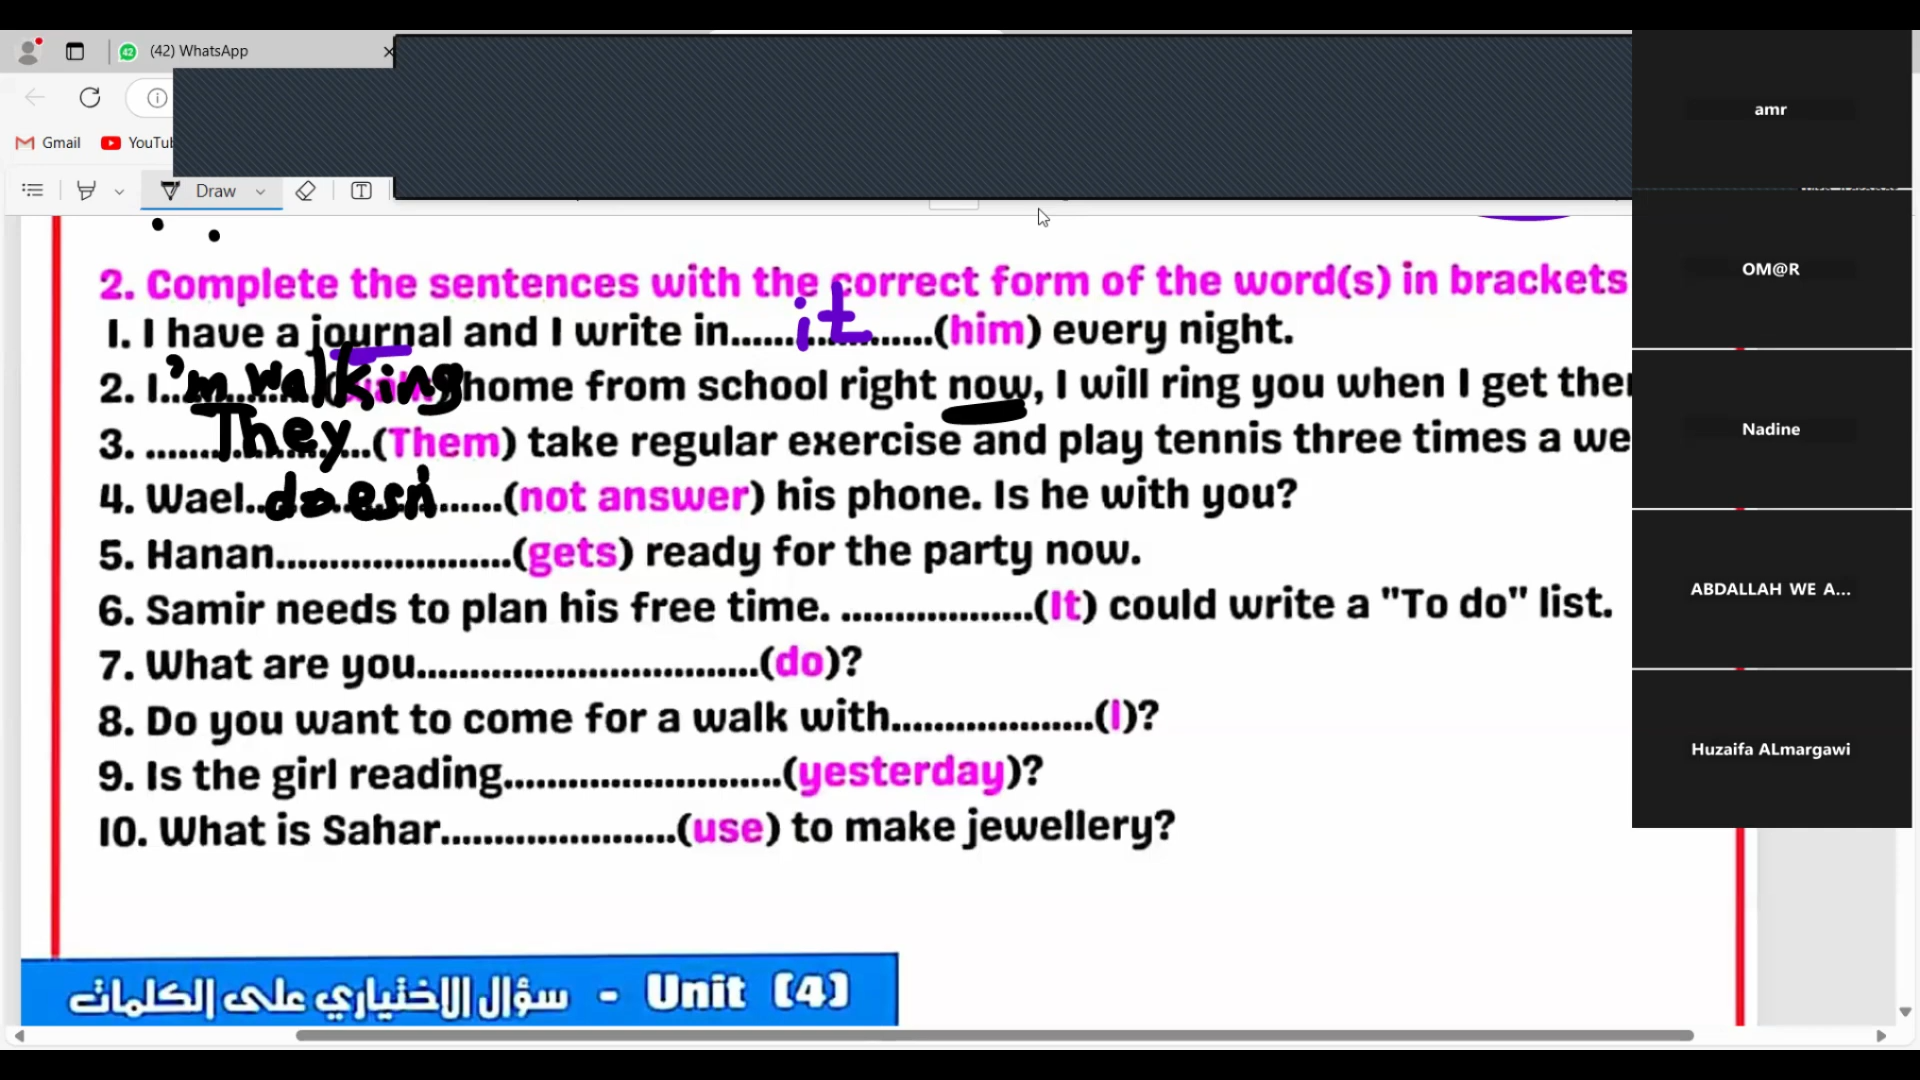 (42) WhatsApp
Gmail YouTub
Draw
2. Complete the sentences with the correct form of the word(s) in brackets
1. I have a journal and I write in......it......(him) every night.
2. I..'m walking home from school right now, I will ring you when I get ther
3. ......They......(Them) take regular exercise and play tennis three times a we
4. Wael..doesn'......(not answer) his phone. Is he with you?
5. Hanan......................(gets) ready for the party now.
6. Samir needs to plan his free time. ..................(It) could write a "To do" list.
7. What are you................................(do)?
8. Do you want to come for a walk with...................(I)?
9. Is the girl reading..........................(yesterday)?
10. What is Sahar......................(use) to make jewellery?
سؤال الاختياري على الكلمات - Unit (4)
amr
OM@R
Nadine
ABDALLAH WE A...
Huzaifa ALmargawi